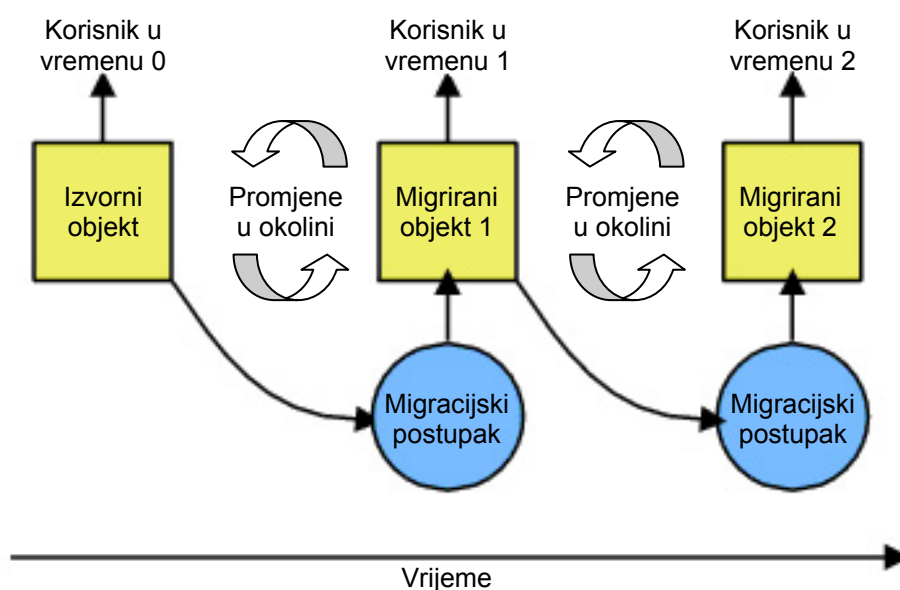 Korisnik u
vremenu 0
Korisnik u
vremenu 1
Korisnik u
vremenu 2
Izvorni
objekt
Promjene
u okolini
Migrirani
objekt 1
Promjene
u okolini
Migrirani
objekt 2
Migracijski
postupak
Migracijski
postupak
Vrijeme